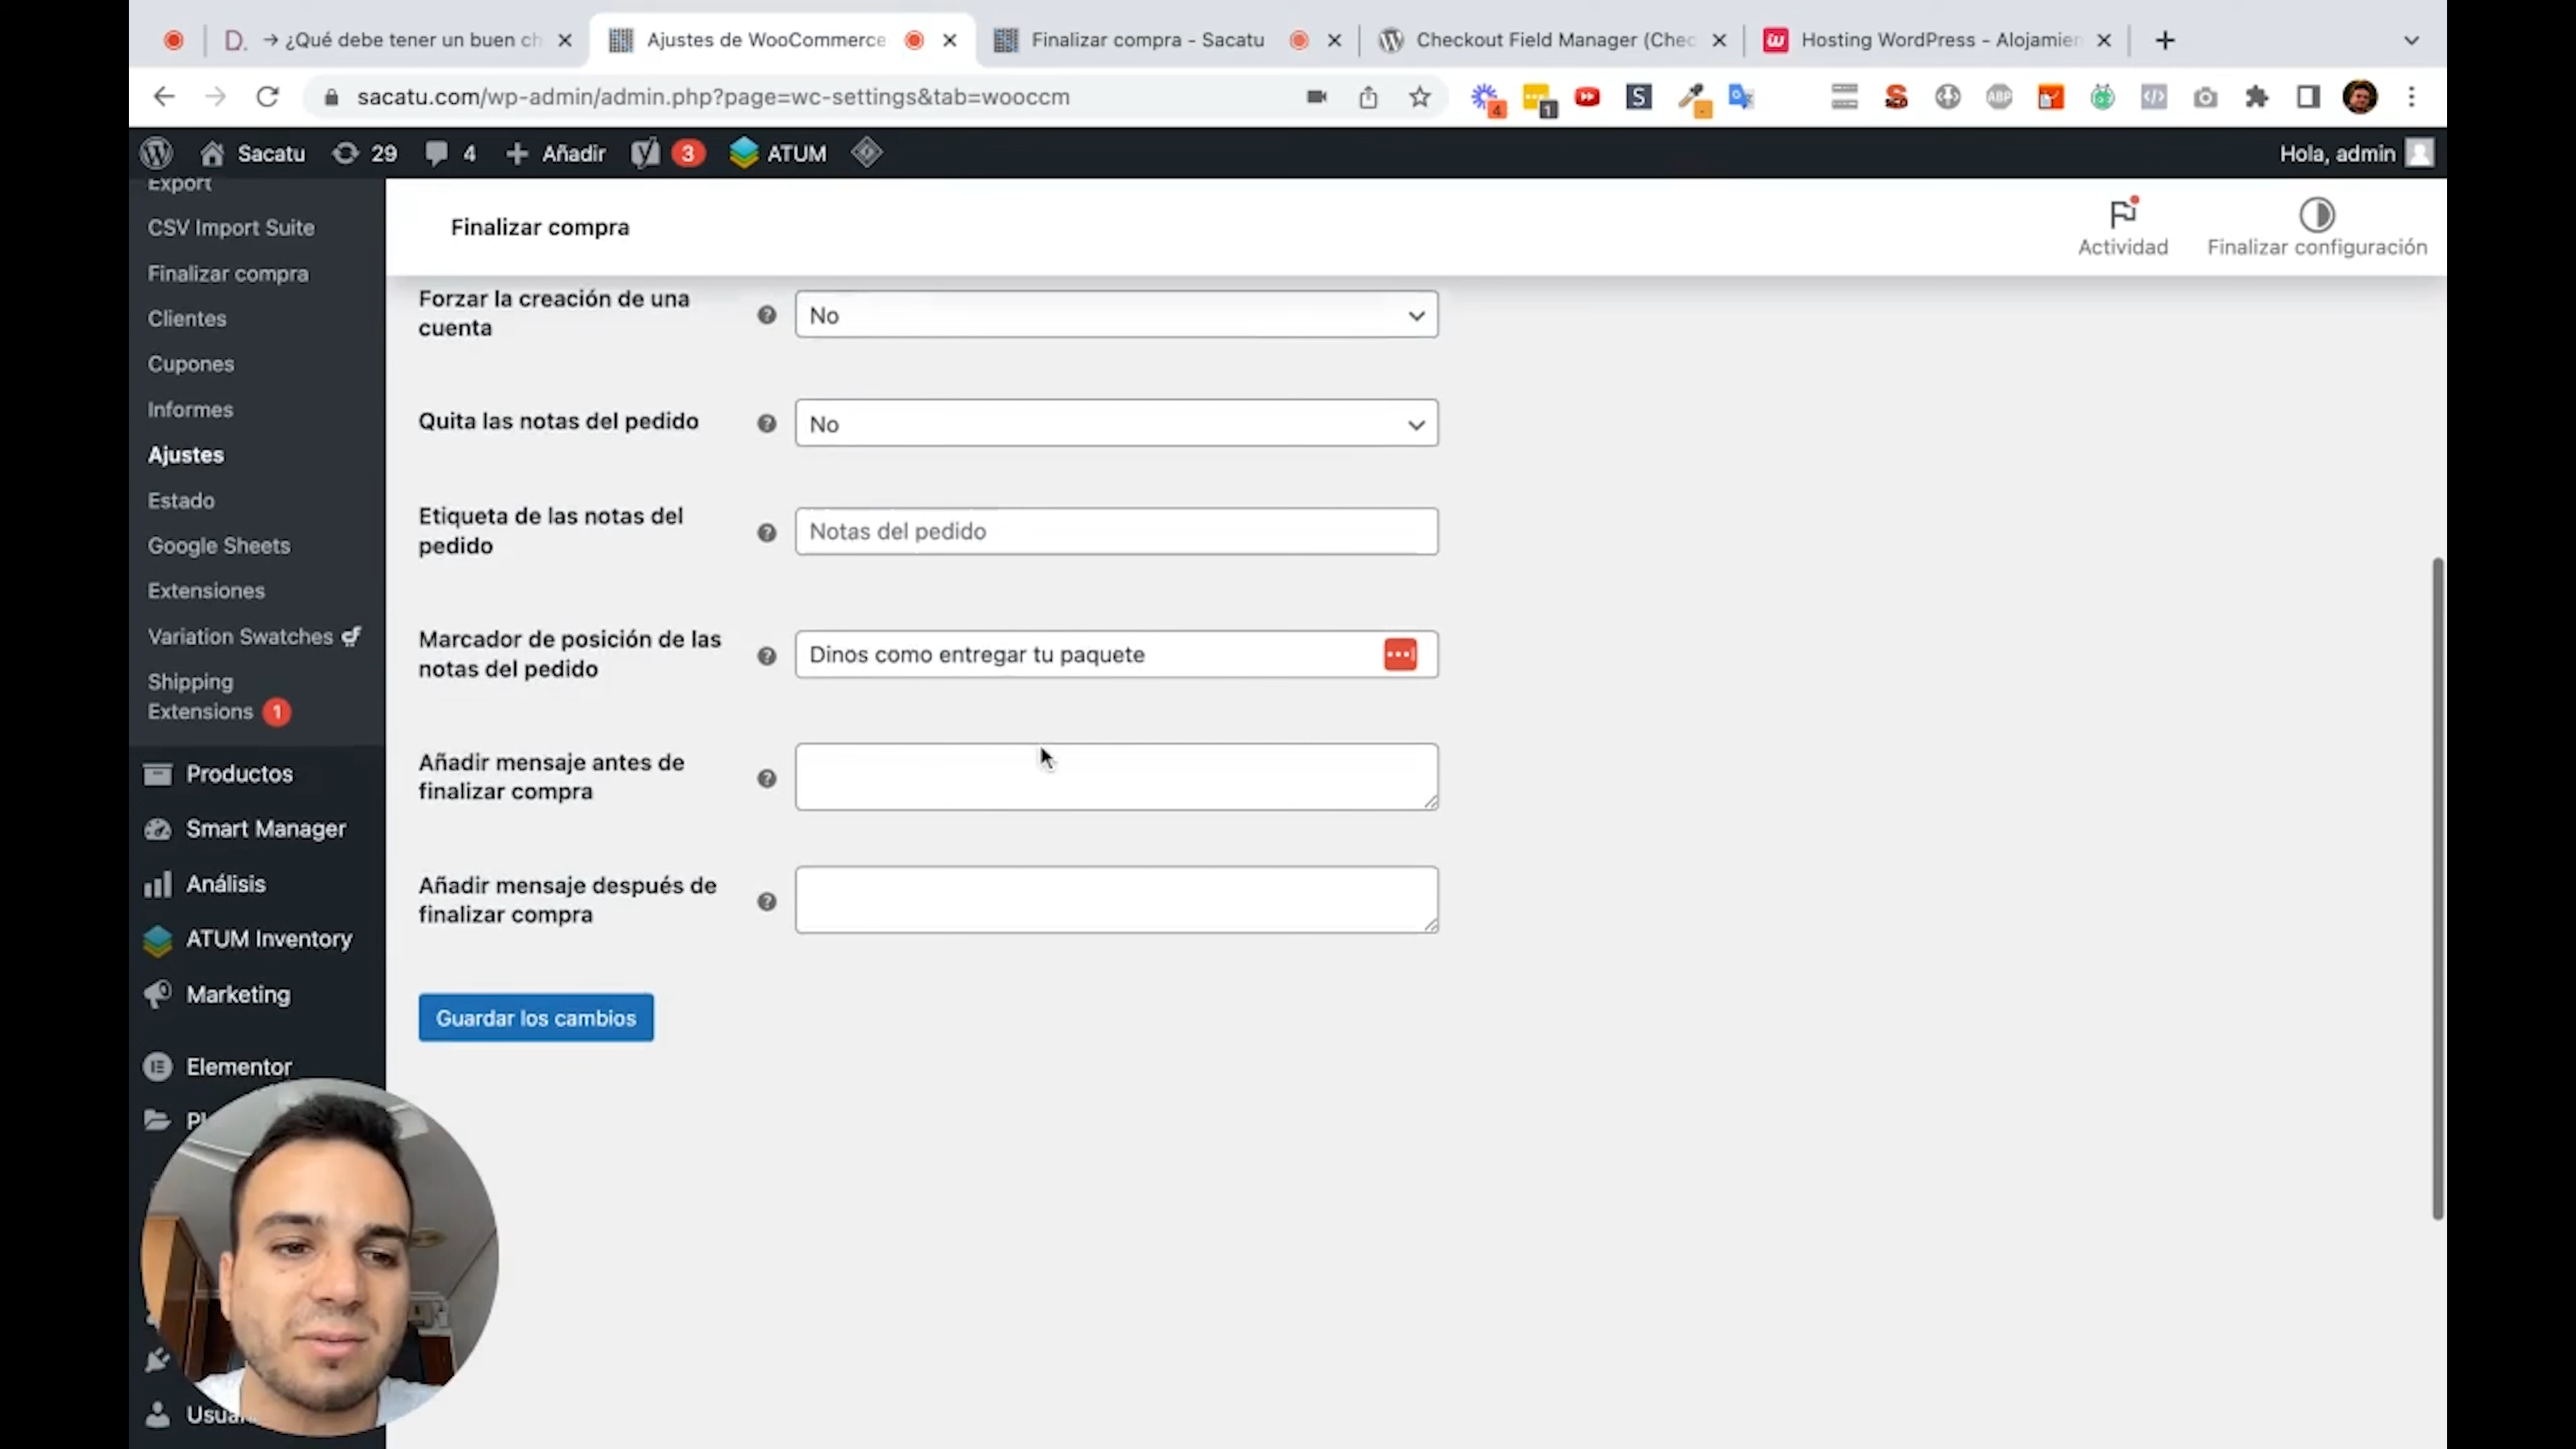 → ¿Qué debe tener un buen ch
Ajustes de WooCommerce
Finalizar compra - Sacatu
Checkout Field Manager (Chec
Hosting WordPress - Alojamien
sacatu.com/wp-admin/admin.php?page=wc-settings&tab=wooccm
Sacatu
29
4
Añadir
3
ATUM
Hola, admin
Export
CSV Import Suite
Finalizar compra
Clientes
Cupones
Informes
Ajustes
Estado
Google Sheets
Extensiones
Variation Swatches
Shipping
Extensions 1
Productos
Smart Manager
Análisis
ATUM Inventory
Marketing
Elementor
Finalizar compra
Actividad
Finalizar configuración
Forzar la creación de una
cuenta
No
Quita las notas del pedido
No
Etiqueta de las notas del
pedido
Notas del pedido
Marcador de posición de las
notas del pedido
Dinos como entregar tu paquete
Añadir mensaje antes de
finalizar compra
Añadir mensaje después de
finalizar compra
Guardar los cambios